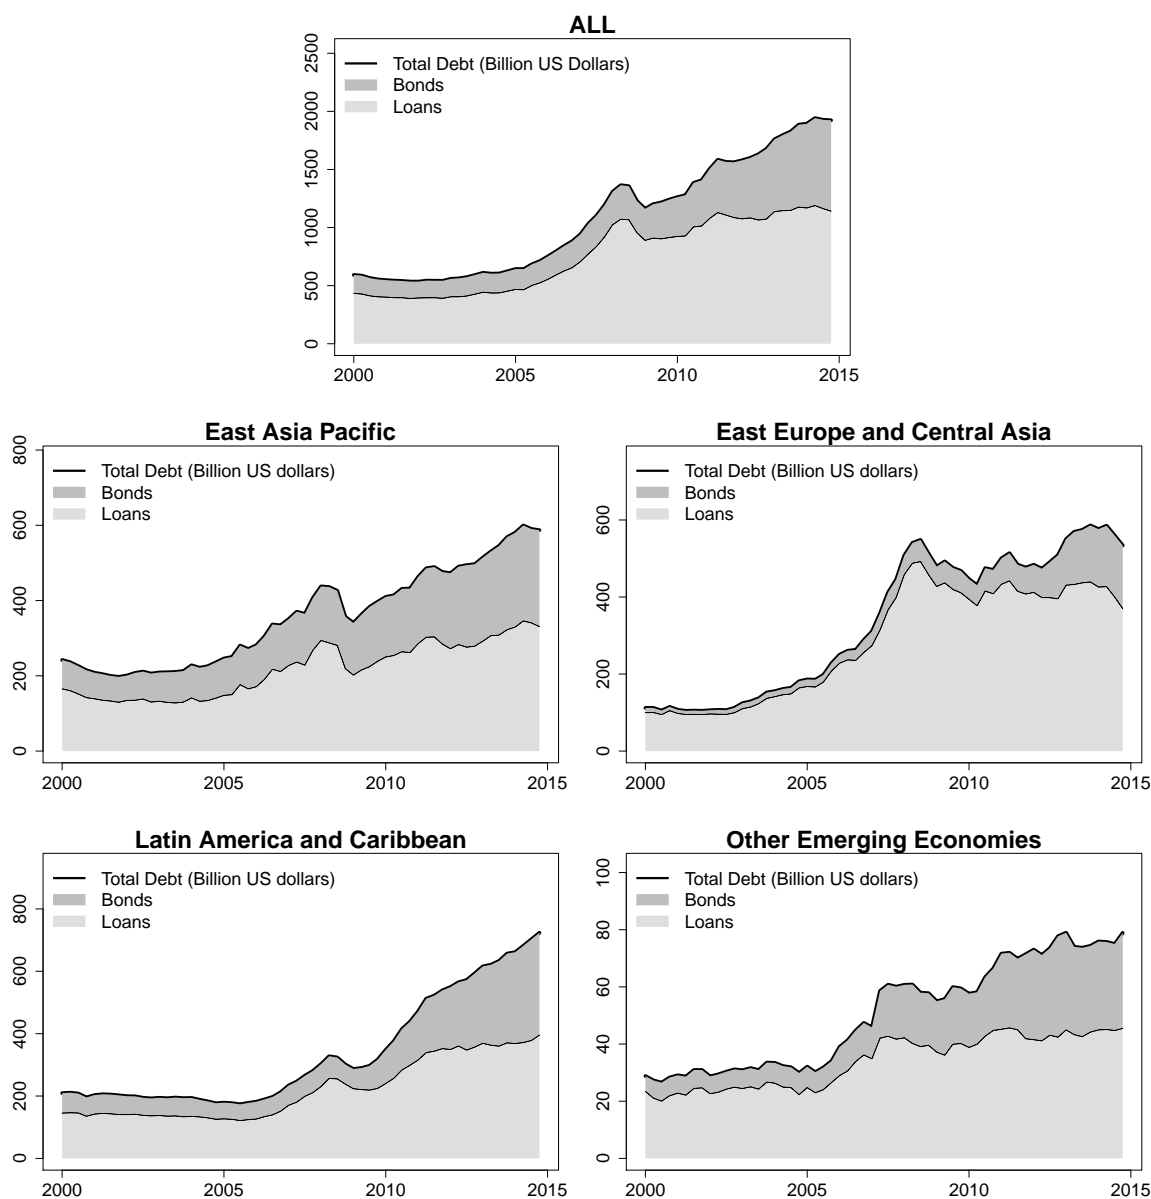 ALL
Total Debt (Billion US Dollars)
Bonds
Loans
2500
2000
1500
1000
500
0
2000 2005 2010 2015
East Asia Pacific
Total Debt (Billion US dollars)
Bonds
Loans
800
600
400
200
0
2000 2005 2010 2015
East Europe and Central Asia
Total Debt (Billion US dollars)
Bonds
Loans
600
400
200
0
2000 2005 2010 2015
Latin America and Caribbean
Total Debt (Billion US dollars)
Bonds
Loans
800
600
400
200
0
2000 2005 2010 2015
Other Emerging Economies
Total Debt (Billion US dollars)
Bonds
Loans
100
80
60
40
20
0
2000 2005 2010 2015